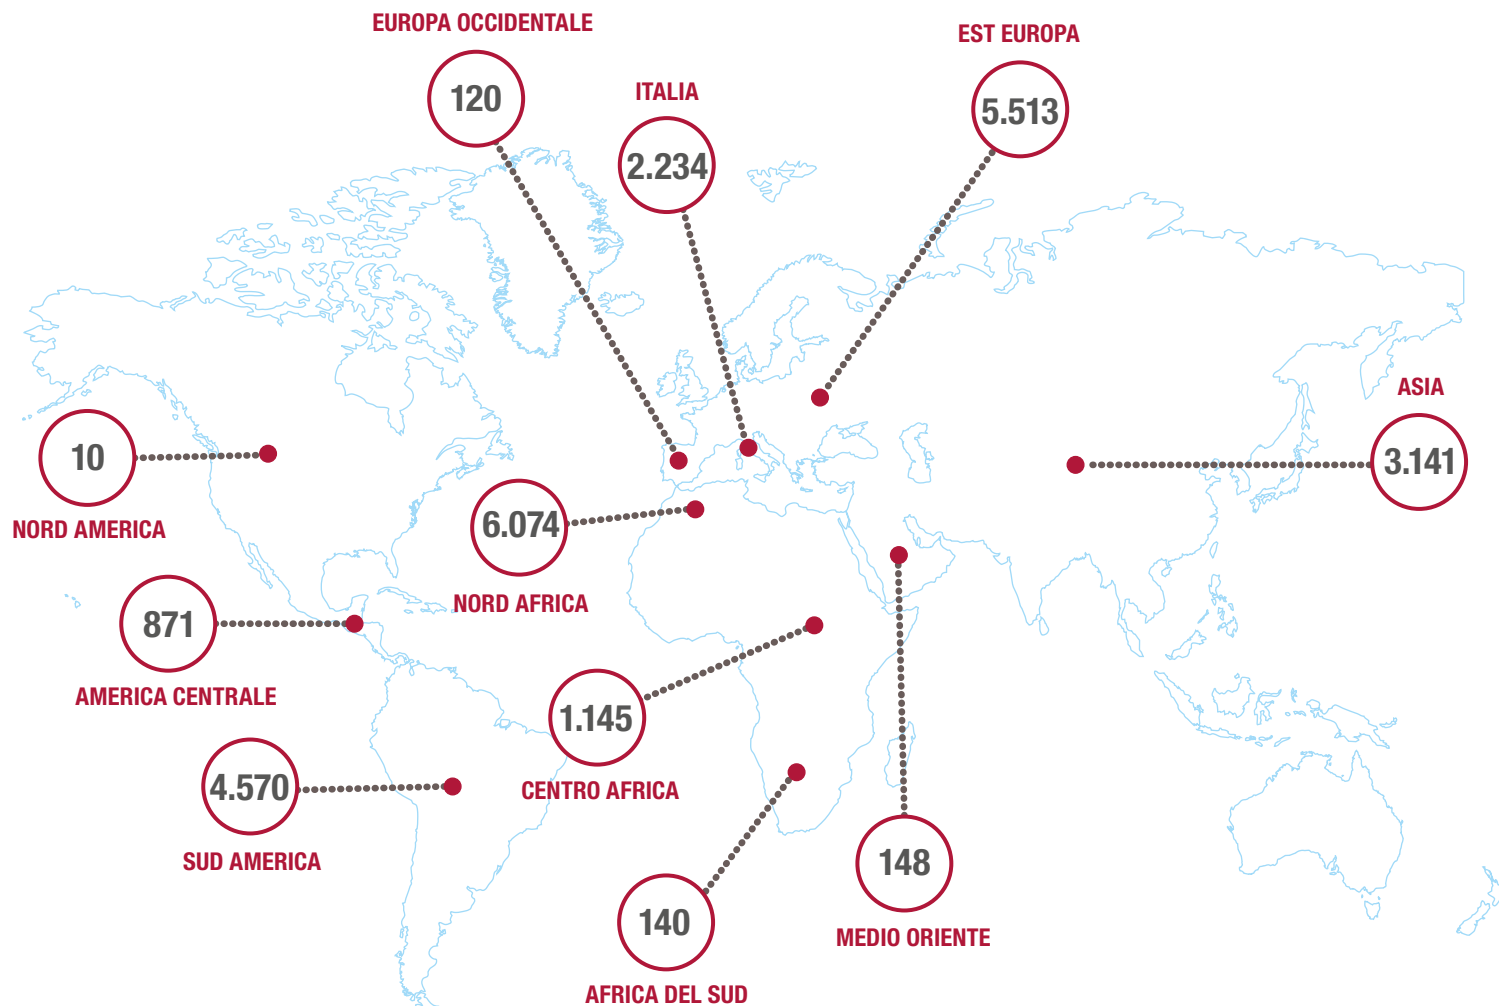 EUROPA OCCIDENTALE
120
ITALIA
2.234
EST EUROPA
5.513
ASIA
3.141
10
NORD AMERICA
6.074
NORD AFRICA
871
AMERICA CENTRALE
1.145
CENTRO AFRICA
4.570
SUD AMERICA
148
MEDIO ORIENTE
140
AFRICA DEL SUD